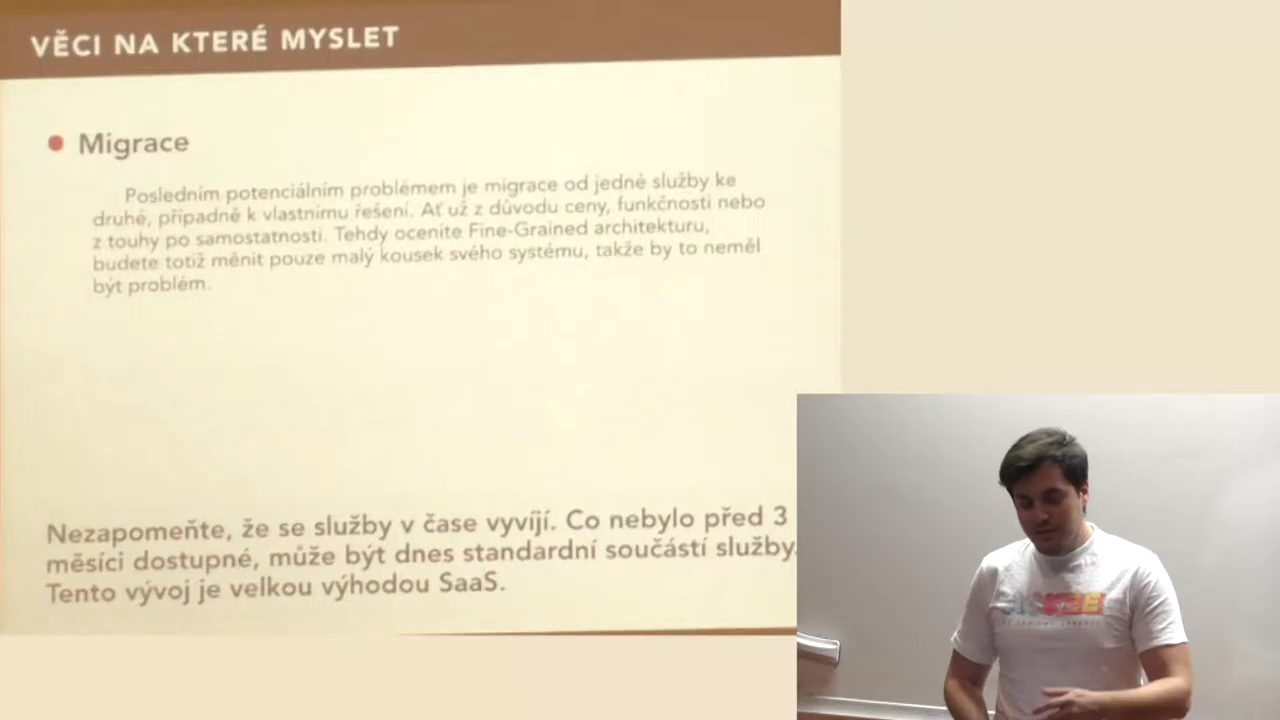 VĚCI NA KTERÉ MYSLET
Migrace
Posledním potenciálním problémem je migrace od jedné služby ke
druhé, případně k vlastnímu řešení. Ať už z důvodu ceny, funkčnosti nebo
z touhy po samostatnosti. Tehdy oceníte Fine-Grained architekturu,
budete totiž měnit pouze malý kousek svého systému, takže by to neměl
být problém.
Nezapomeňte, že se služby v čase vyvíjí. Co nebylo před 3
měsíci dostupné, může být dnes standardní součástí služby.
Tento vývoj je velkou výhodou SaaS.